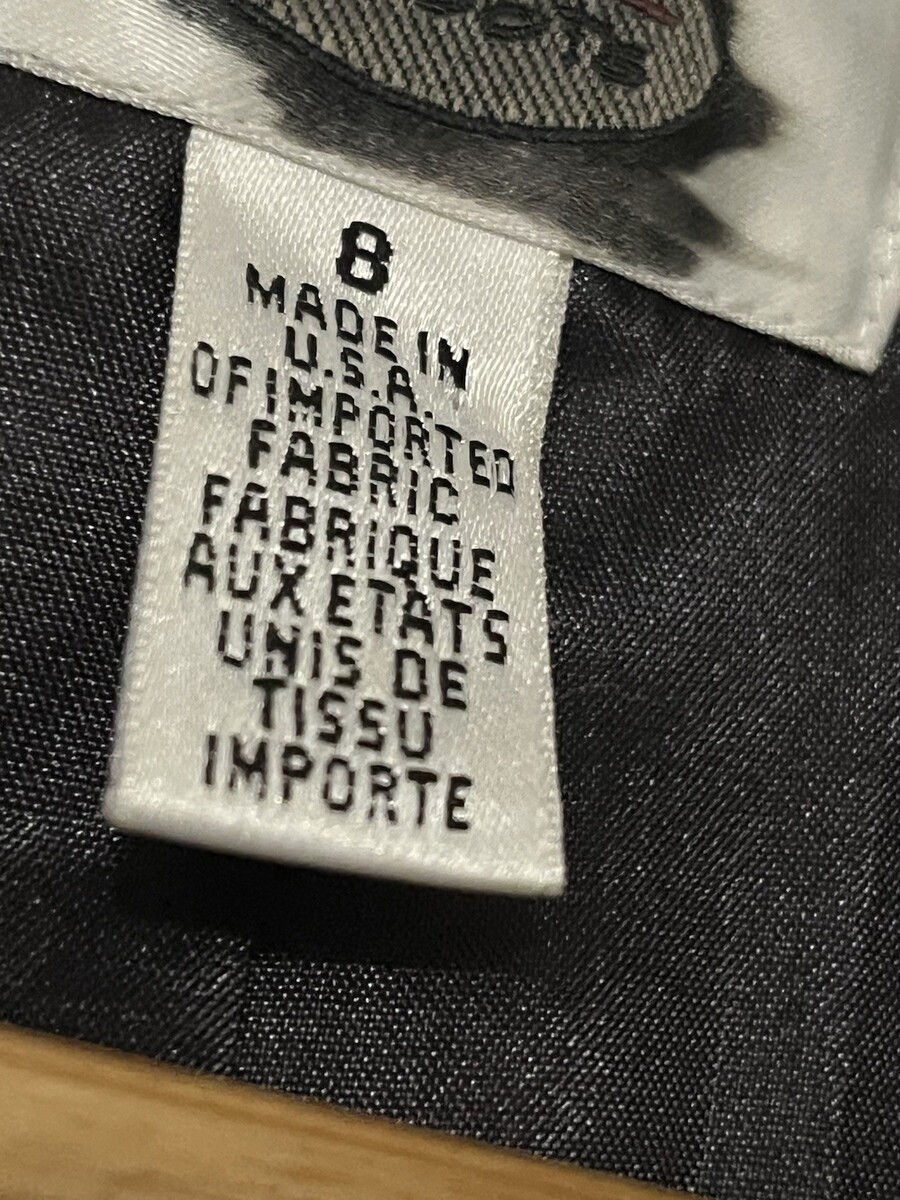 8
MADE IN
U.S.A.
OF IMPORTED
FABRIC
FABRIQUE
AUX ETATS
UNIS DE
TISSU
IMPORTE